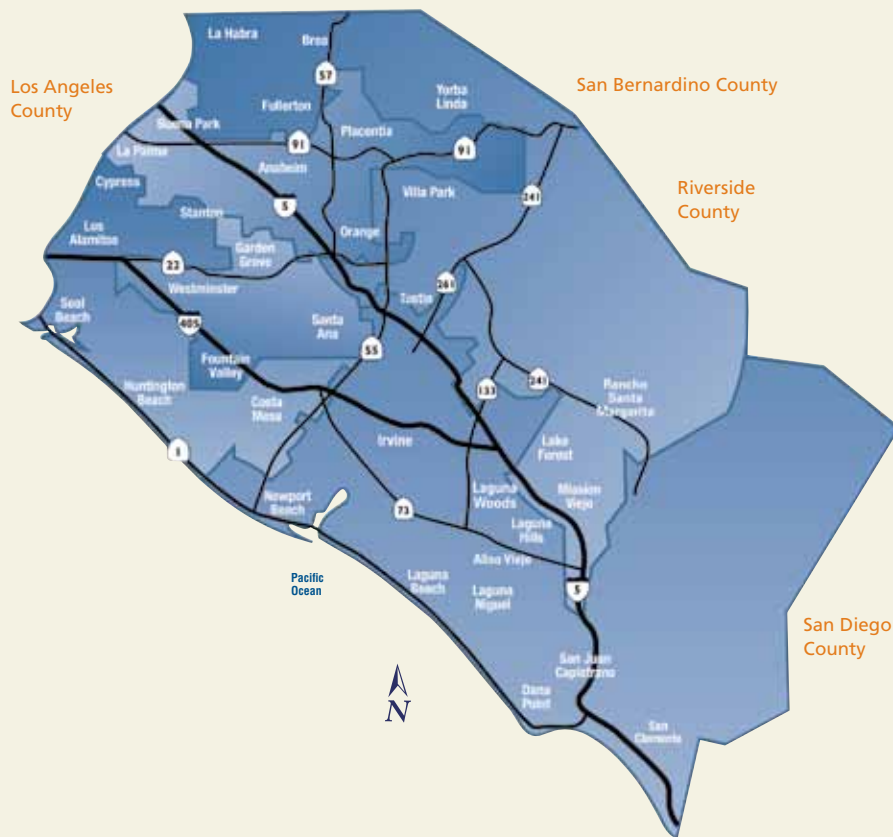 La Habra
Brea
Los Angeles
County
57
San Bernardino County
Yorba
Linda
Fullerton
Buena Park
Placentia
91
91
La Palma
Anaheim
Cypress
Villa Park
Riverside
County
241
5
Stanton
Los
Alamitos
Orange
Garden
Grove
22
Westminster
261
Tustin
Seal
Beach
405
Santa
Ana
55
Fountain
Valley
Huntington
Beach
Costa
Mesa
133
241
Rancho
Santa
Margarita
Irvine
Lake
Forest
1
Newport
Beach
Laguna
Woods
Mission
Viejo
73
Laguna
Hills
Aliso Viejo
Pacific
Ocean
Laguna
Beach
Laguna
Niguel
5
San Diego
County
San Juan
Capistrano
N
Dana
Point
San
Clemente